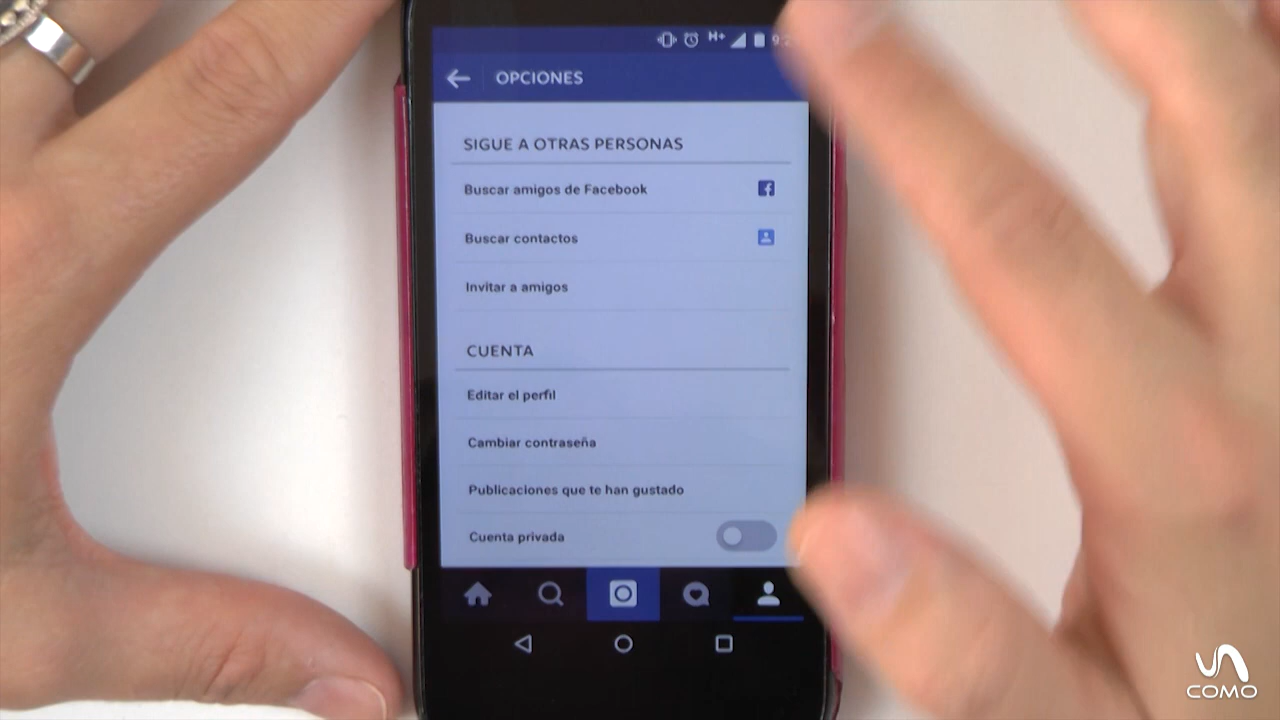 H+
OPCIONES
SIGUE A OTRAS PERSONAS
Buscar amigos de Facebook
Buscar contactos
Invitar a amigos
CUENTA
Editar el perfil
Cambiar contraseña
Publicaciones que te han gustado
Cuenta privada
COMO